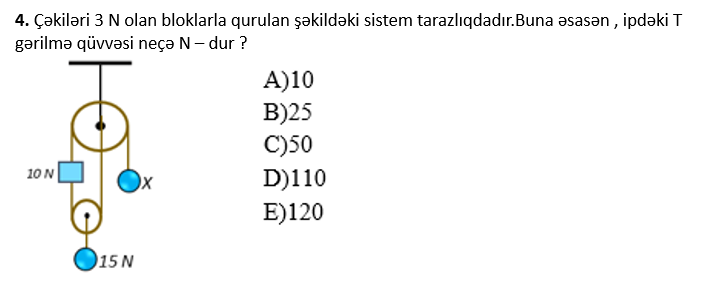 4. Çəkiləri 3 N olan bloklarla qurulan şəkildəki sistem tarazlıqdadır.Buna əsasən , ipdəki T
gərilmə qüvvəsi neçə N – dur ?
A)10
B)25
C)50
D)110
E)120
10 N
X
15 N